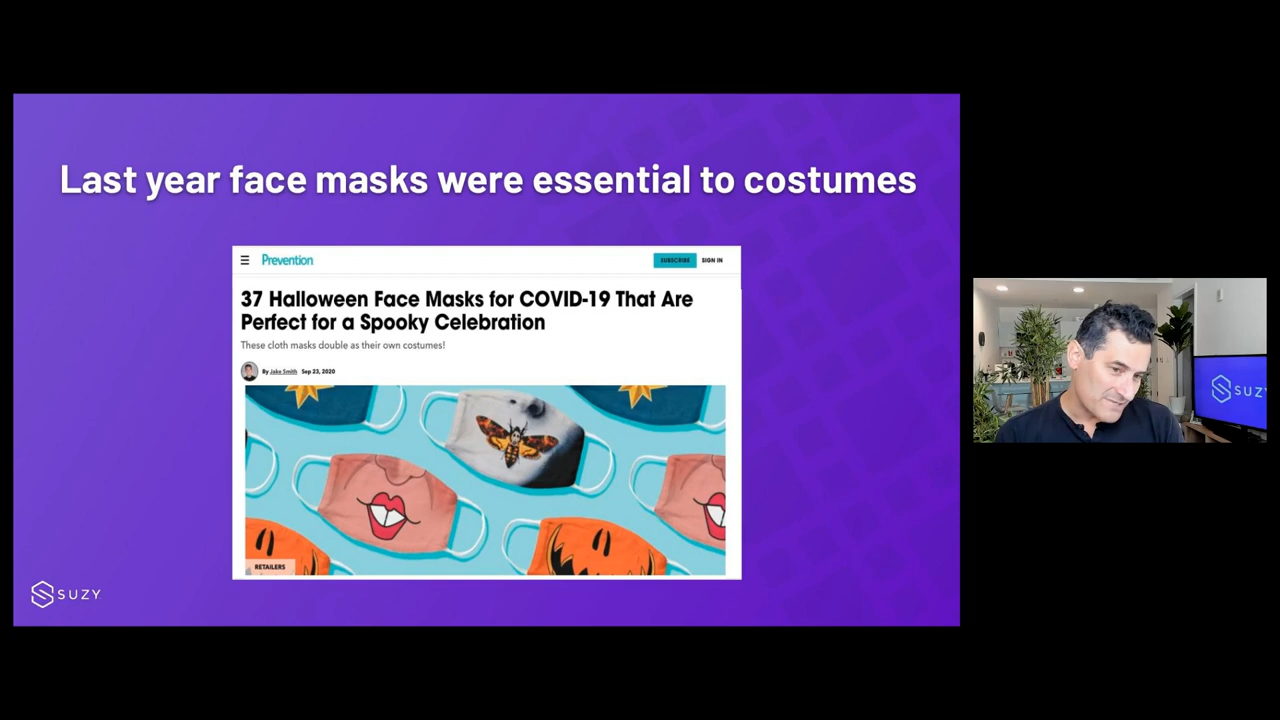 Last year face masks were essential to costumes
Prevention
SUBSCRIBE SIGN IN
37 Halloween Face Masks for COVID-19 That Are
Perfect for a Spooky Celebration
These cloth masks double as their own costumes!
By Jake Smith Sep 23, 2020
RETAILERS
SUZY
SUZY